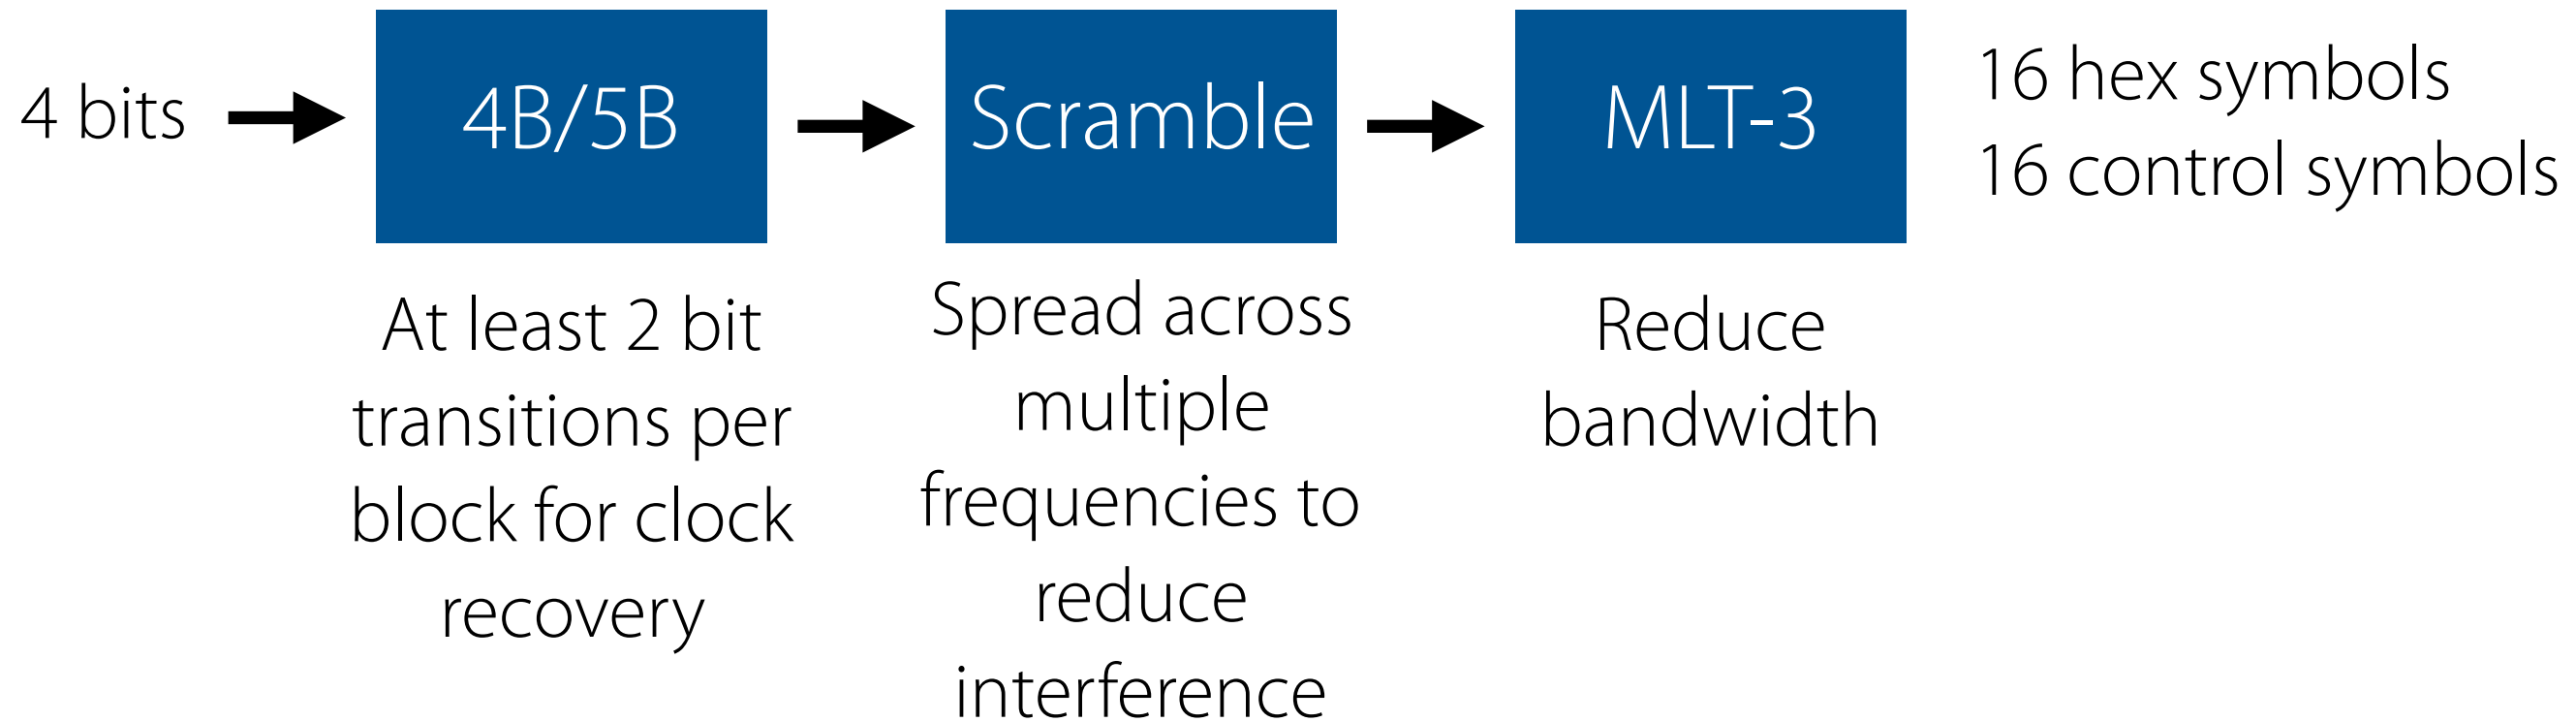 4 bits
4B/5B
Scramble
MLT-3
16 hex symbols
16 control symbols
At least 2 bit
transitions per
block for clock
recovery
Spread across
multiple
frequencies to
reduce
interference
Reduce
bandwidth